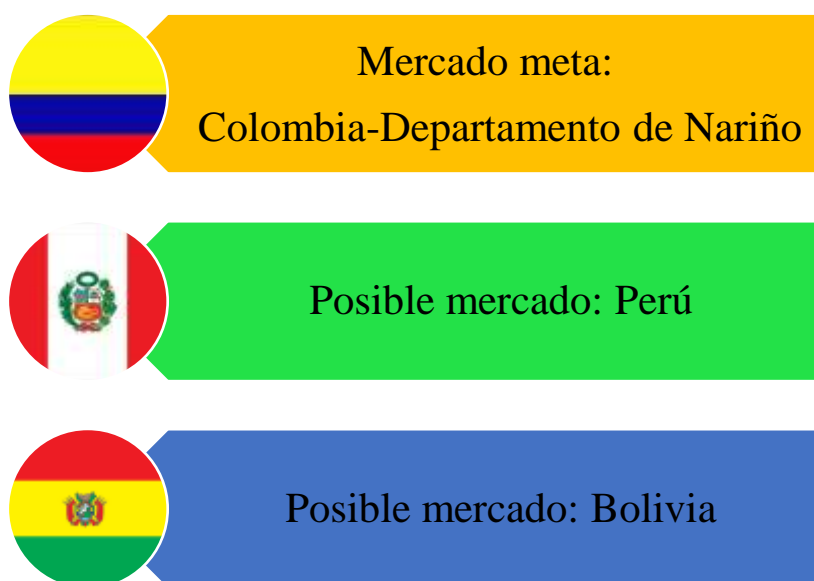 Mercado meta:
Colombia-Departamento de Nariño
Posible mercado: Perú
Posible mercado: Bolivia